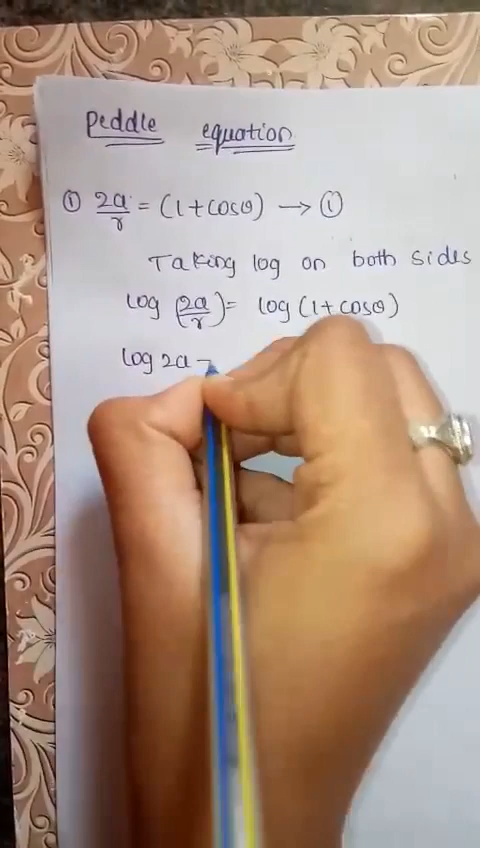 Peddle equation
① 2a/r = (1+cosθ) → ①
Taking log on both sides
log (2a/r) = log (1+cosθ)
log 2a -